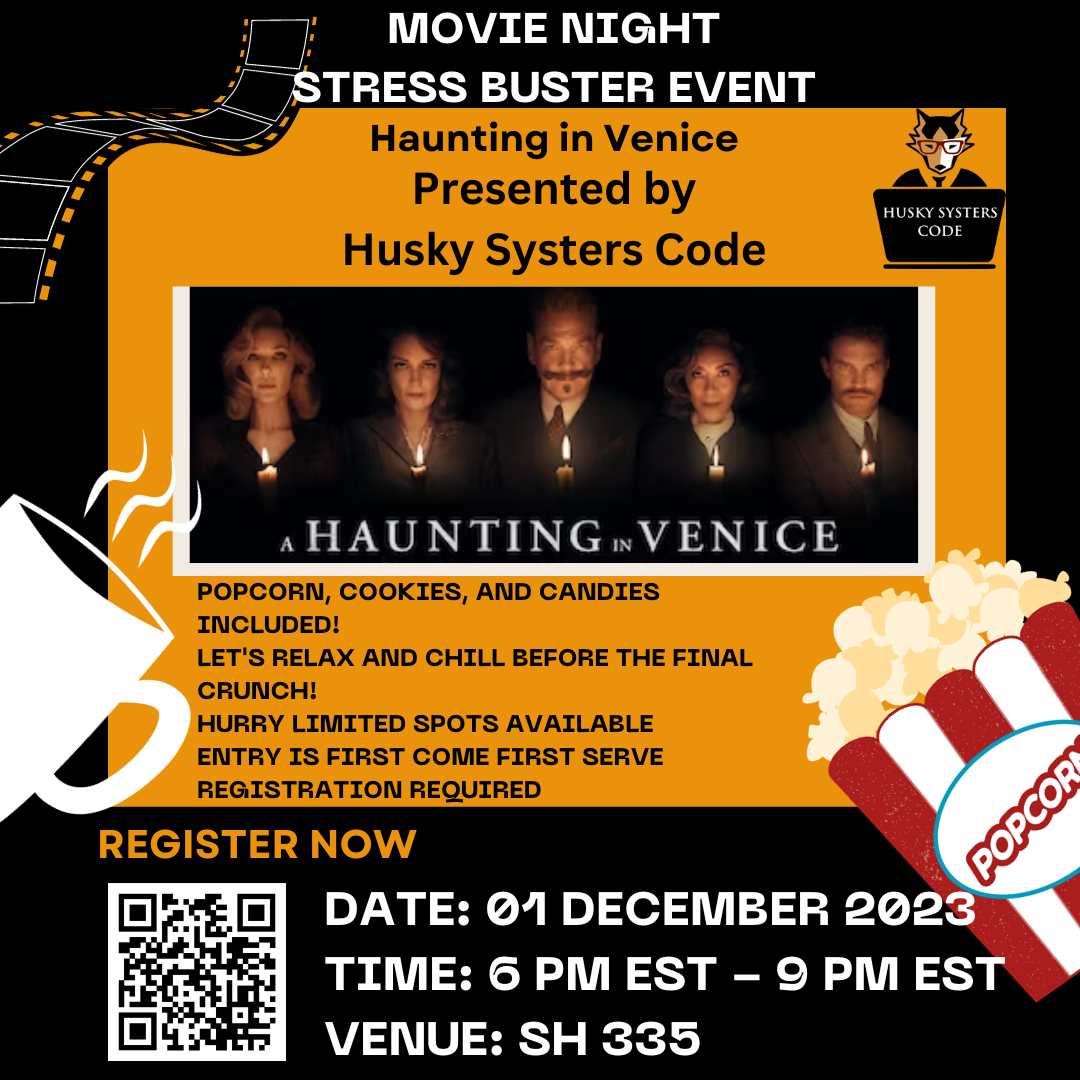 MOVIE NIGHT
STRESS BUSTER EVENT
Haunting in Venice
Presented by
Husky Systers Code
HUSKY SYSTERS
CODE
A HAUNTING IN VENICE
POPCORN, COOKIES, AND CANDIES
INCLUDED!
LET'S RELAX AND CHILL BEFORE THE FINAL
CRUNCH!
HURRY LIMITED SPOTS AVAILABLE
ENTRY IS FIRST COME FIRST SERVE
REGISTRATION REQUIRED
POPCORN
REGISTER NOW
DATE: 01 DECEMBER 2023
TIME: 6 PM EST – 9 PM EST
VENUE: SH 335